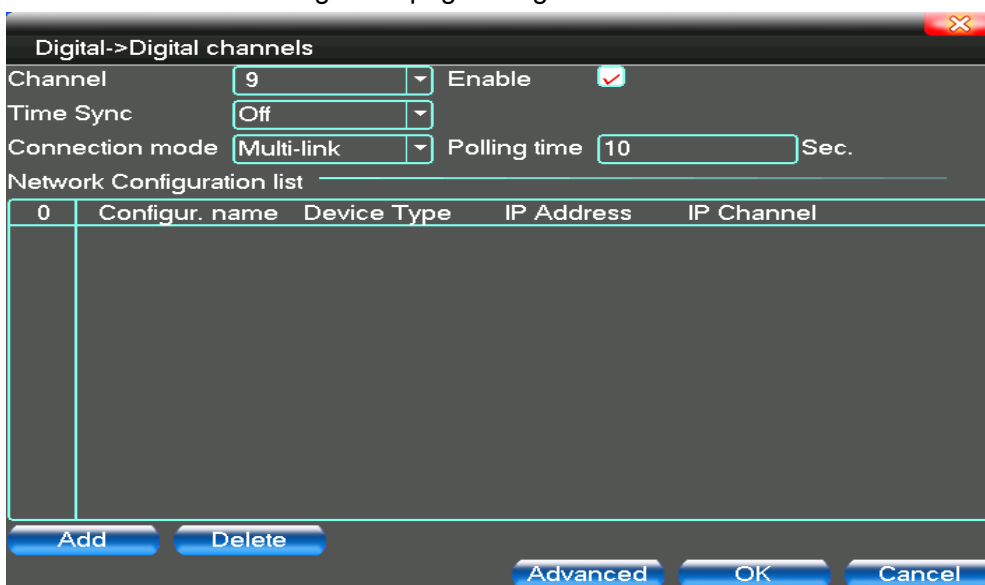 Digital->Digital channels
Channel 9 Enable
Time Sync Off
Connection mode Multi-link Polling time 10 Sec.
Network Configuration list
0 Configur. name Device Type IP Address IP Channel
Add Delete
Advanced OK Cancel